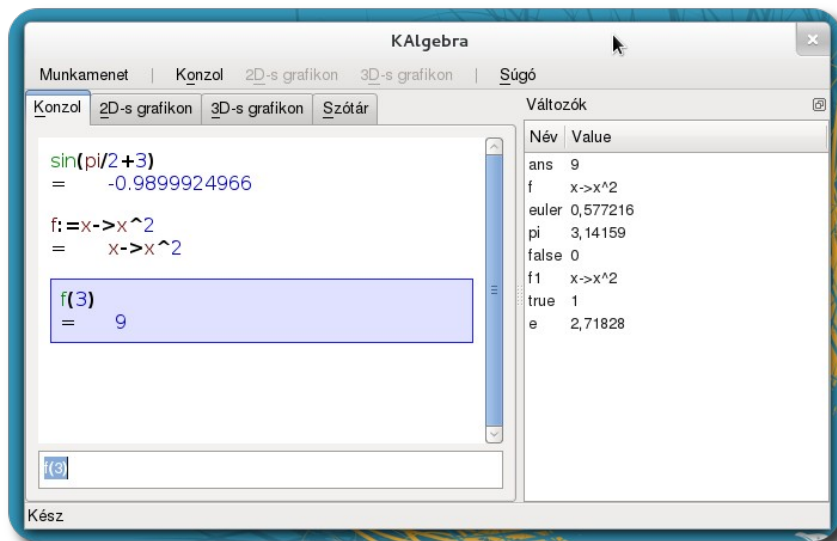 KAlgebra
Munkamenet | Konzol 2D-s grafikon 3D-s grafikon | Súgó
Konzol 2D-s grafikon 3D-s grafikon Szótár
sin(pi/2+3)
= -0.9899924966
f:=x->x^2
= x->x^2
f(3)
= 9
f(3)
Változók
Név Value
ans 9
f x->x^2
euler 0,577216
pi 3,14159
false 0
f1 x->x^2
true 1
e 2,71828
Kész